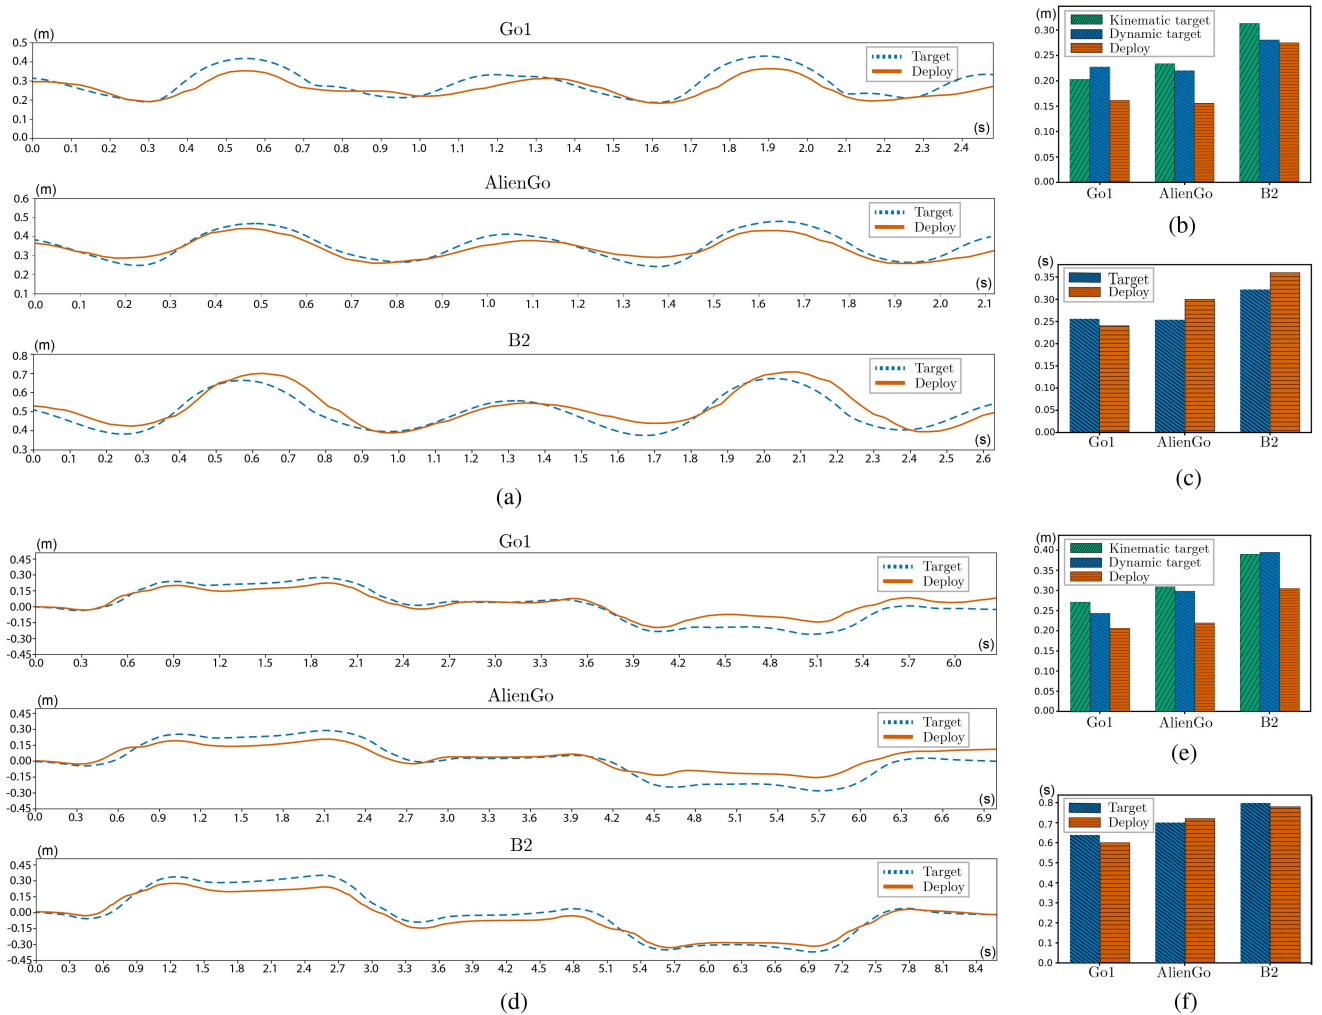 Go1
(m)
0.5
0.4
0.3
0.2
0.1
0.0
Target
Deploy
(s)
0.0 0.1 0.2 0.3 0.4 0.5 0.6 0.7 0.8 0.9 1.0 1.1 1.2 1.3 1.4 1.5 1.6 1.7 1.8 1.9 2.0 2.1 2.2 2.3 2.4
AlienGo
(m)
0.6
0.5
0.4
0.3
0.2
0.1
Target
Deploy
(s)
0.0 0.1 0.2 0.3 0.4 0.5 0.6 0.7 0.8 0.9 1.0 1.1 1.2 1.3 1.4 1.5 1.6 1.7 1.8 1.9 2.0 2.1
B2
(m)
0.8
0.7
0.6
0.5
0.4
0.3
Target
Deploy
(s)
0.0 0.1 0.2 0.3 0.4 0.5 0.6 0.7 0.8 0.9 1.0 1.1 1.2 1.3 1.4 1.5 1.6 1.7 1.8 1.9 2.0 2.1 2.2 2.3 2.4 2.5 2.6
(a)
(m)
0.30
0.25
0.20
0.15
0.10
0.05
0.00
Kinematic target
Dynamic target
Deploy
Go1 AlienGo B2
(b)
(s)
0.35
0.30
0.25
0.20
0.15
0.10
0.05
0.00
Target
Deploy
Go1 AlienGo B2
(c)
Go1
(m)
0.45
0.30
0.15
0.00
-0.15
-0.30
-0.45
Target
Deploy
(s)
0.0 0.3 0.6 0.9 1.2 1.5 1.8 2.1 2.4 2.7 3.0 3.3 3.6 3.9 4.2 4.5 4.8 5.1 5.4 5.7 6.0
AlienGo
(m)
0.45
0.30
0.15
0.00
-0.15
-0.30
-0.45
Target
Deploy
(s)
0.0 0.3 0.6 0.9 1.2 1.5 1.8 2.1 2.4 2.7 3.0 3.3 3.6 3.9 4.2 4.5 4.8 5.1 5.4 5.7 6.0 6.3 6.6 6.9
B2
(m)
0.45
0.30
0.15
0.00
-0.15
-0.30
-0.45
Target
Deploy
(s)
0.0 0.3 0.6 0.9 1.2 1.5 1.8 2.1 2.4 2.7 3.0 3.3 3.6 3.9 4.2 4.5 4.8 5.1 5.4 5.7 6.0 6.3 6.6 6.9 7.2 7.5 7.8 8.1 8.4
(d)
(m)
0.40
0.35
0.30
0.25
0.20
0.15
0.10
0.05
0.00
Kinematic target
Dynamic target
Deploy
Go1 AlienGo B2
(e)
(s)
0.8
0.7
0.6
0.5
0.4
0.3
0.2
0.1
0.0
Target
Deploy
Go1 AlienGo B2
(f)